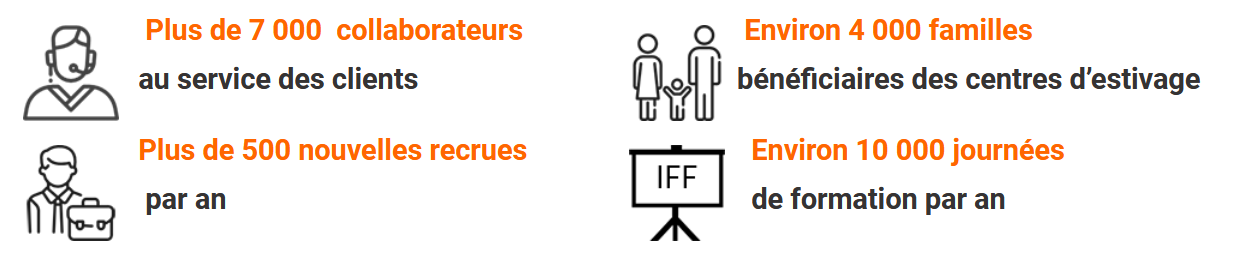 Plus de 7 000 collaborateurs
au service des clients
Environ 4 000 familles
bénéficiaires des centres d’estivage
Plus de 500 nouvelles recrues
par an
IFF
Environ 10 000 journées
de formation par an